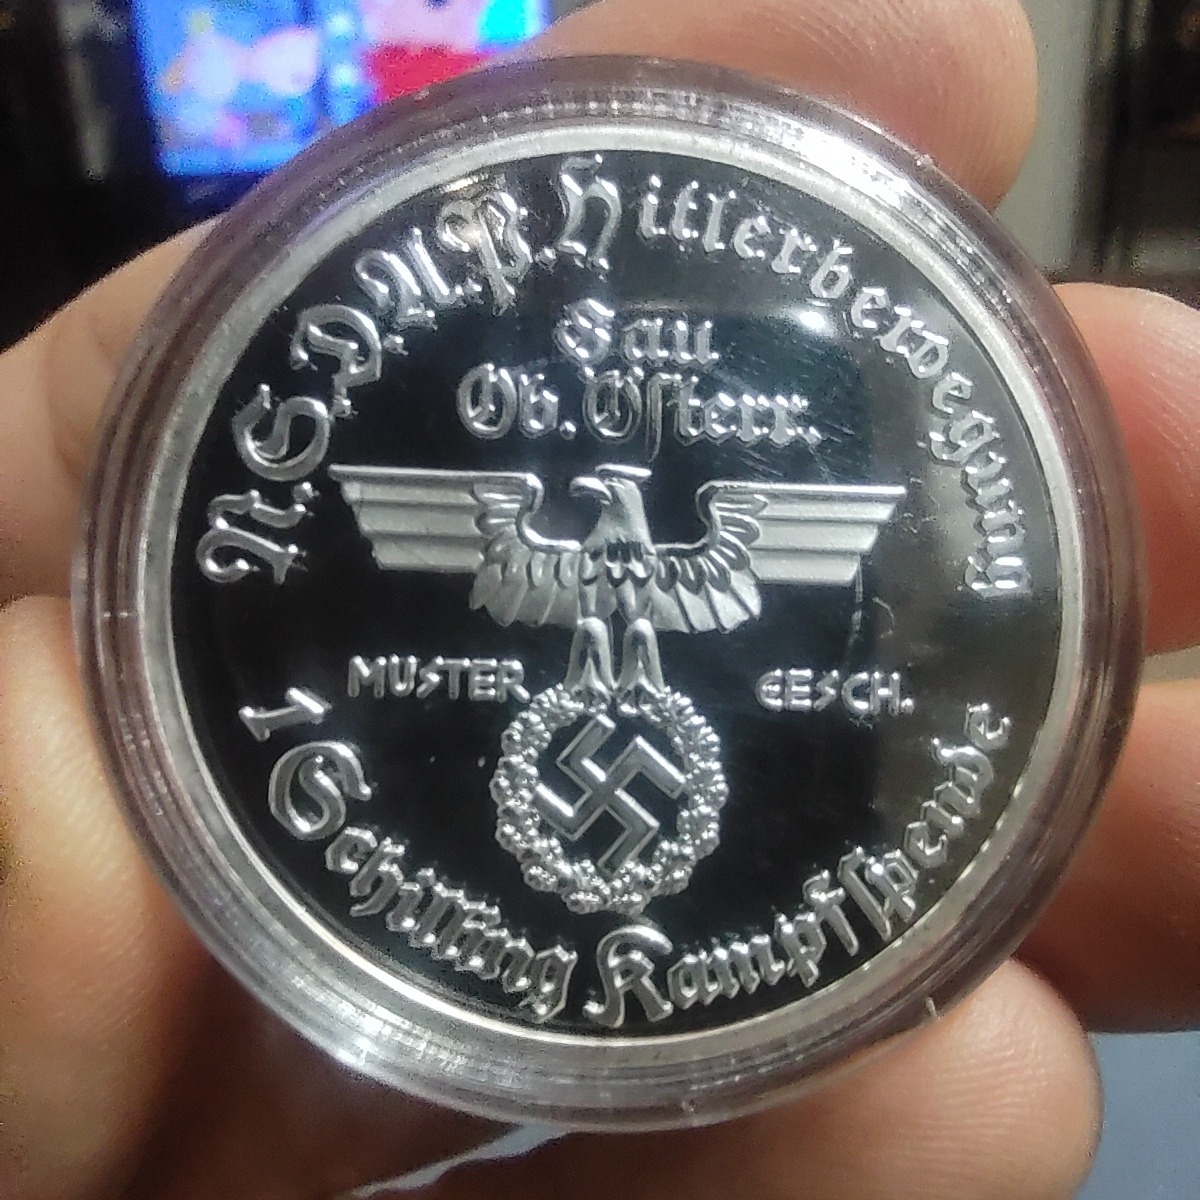 N.S.D.A.P. Hitlerbewegung
Gau
Ob. Österr.
MUSTER GESCH.
1 Schilling Kampfspende